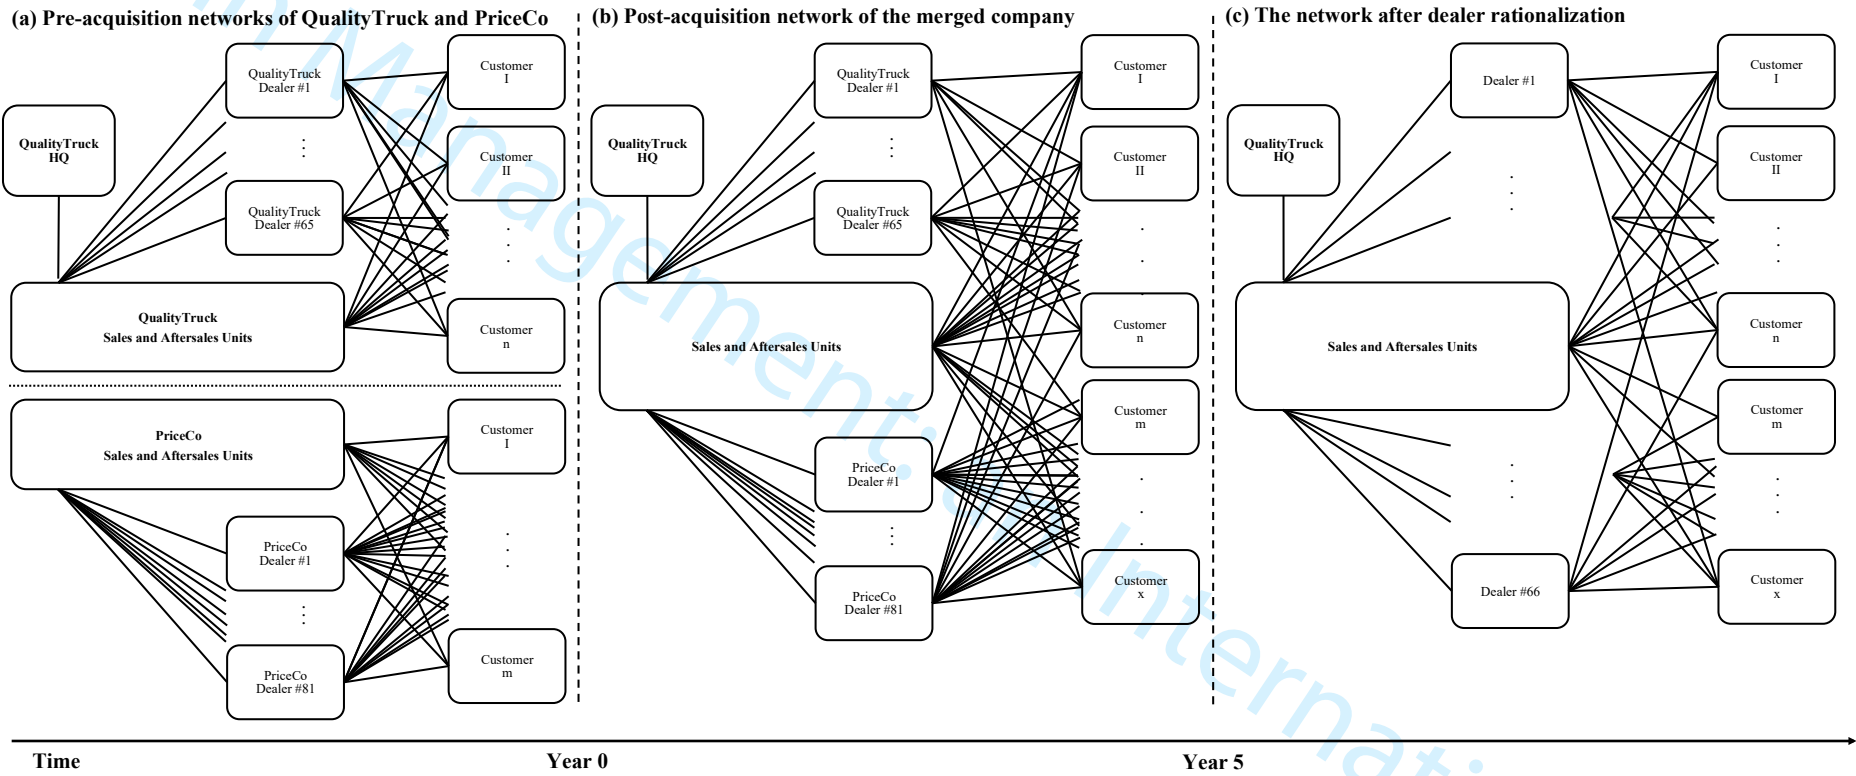 (a) Pre-acquisition networks of QualityTruck and PriceCo
QualityTruck
HQ
QualityTruck
Dealer #1
QualityTruck
Dealer #65
Customer
I
Customer
II
Customer
n
QualityTruck
Sales and Aftersales Units
PriceCo
Sales and Aftersales Units
PriceCo
Dealer #1
PriceCo
Dealer #81
Customer
I
Customer
m
(b) Post-acquisition network of the merged company
QualityTruck
HQ
QualityTruck
Dealer #1
QualityTruck
Dealer #65
Sales and Aftersales Units
PriceCo
Dealer #1
PriceCo
Dealer #81
Customer
I
Customer
II
Customer
n
Customer
m
Customer
x
(c) The network after dealer rationalization
QualityTruck
HQ
Dealer #1
Sales and Aftersales Units
Dealer #66
Customer
I
Customer
II
Customer
n
Customer
m
Customer
x
Time
Year 0
Year 5
Management: an Internati